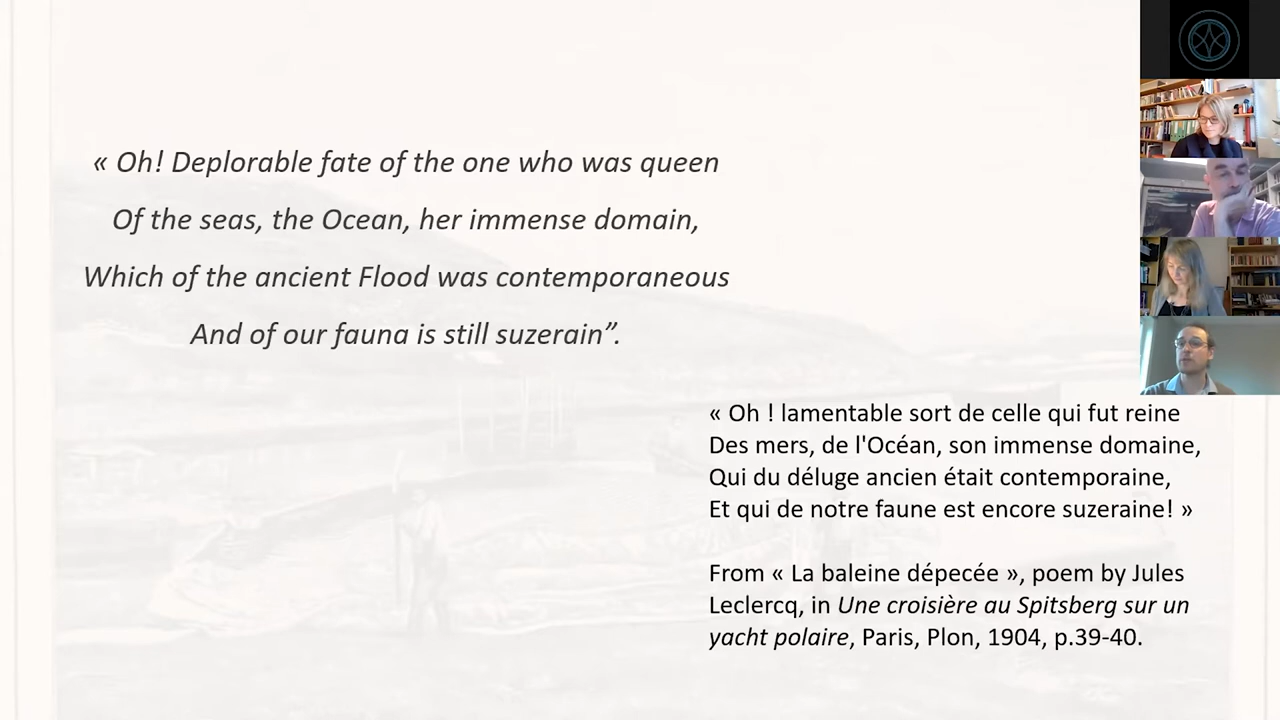 « Oh! Deplorable fate of the one who was queen
Of the seas, the Ocean, her immense domain,
Which of the ancient Flood was contemporaneous
And of our fauna is still suzerain”.
« Oh ! lamentable sort de celle qui fut reine
Des mers, de l'Océan, son immense domaine,
Qui du déluge ancien était contemporaine,
Et qui de notre faune est encore suzeraine! »
From « La baleine dépecée », poem by Jules
Leclercq, in Une croisière au Spitsberg sur un
yacht polaire, Paris, Plon, 1904, p.39-40.